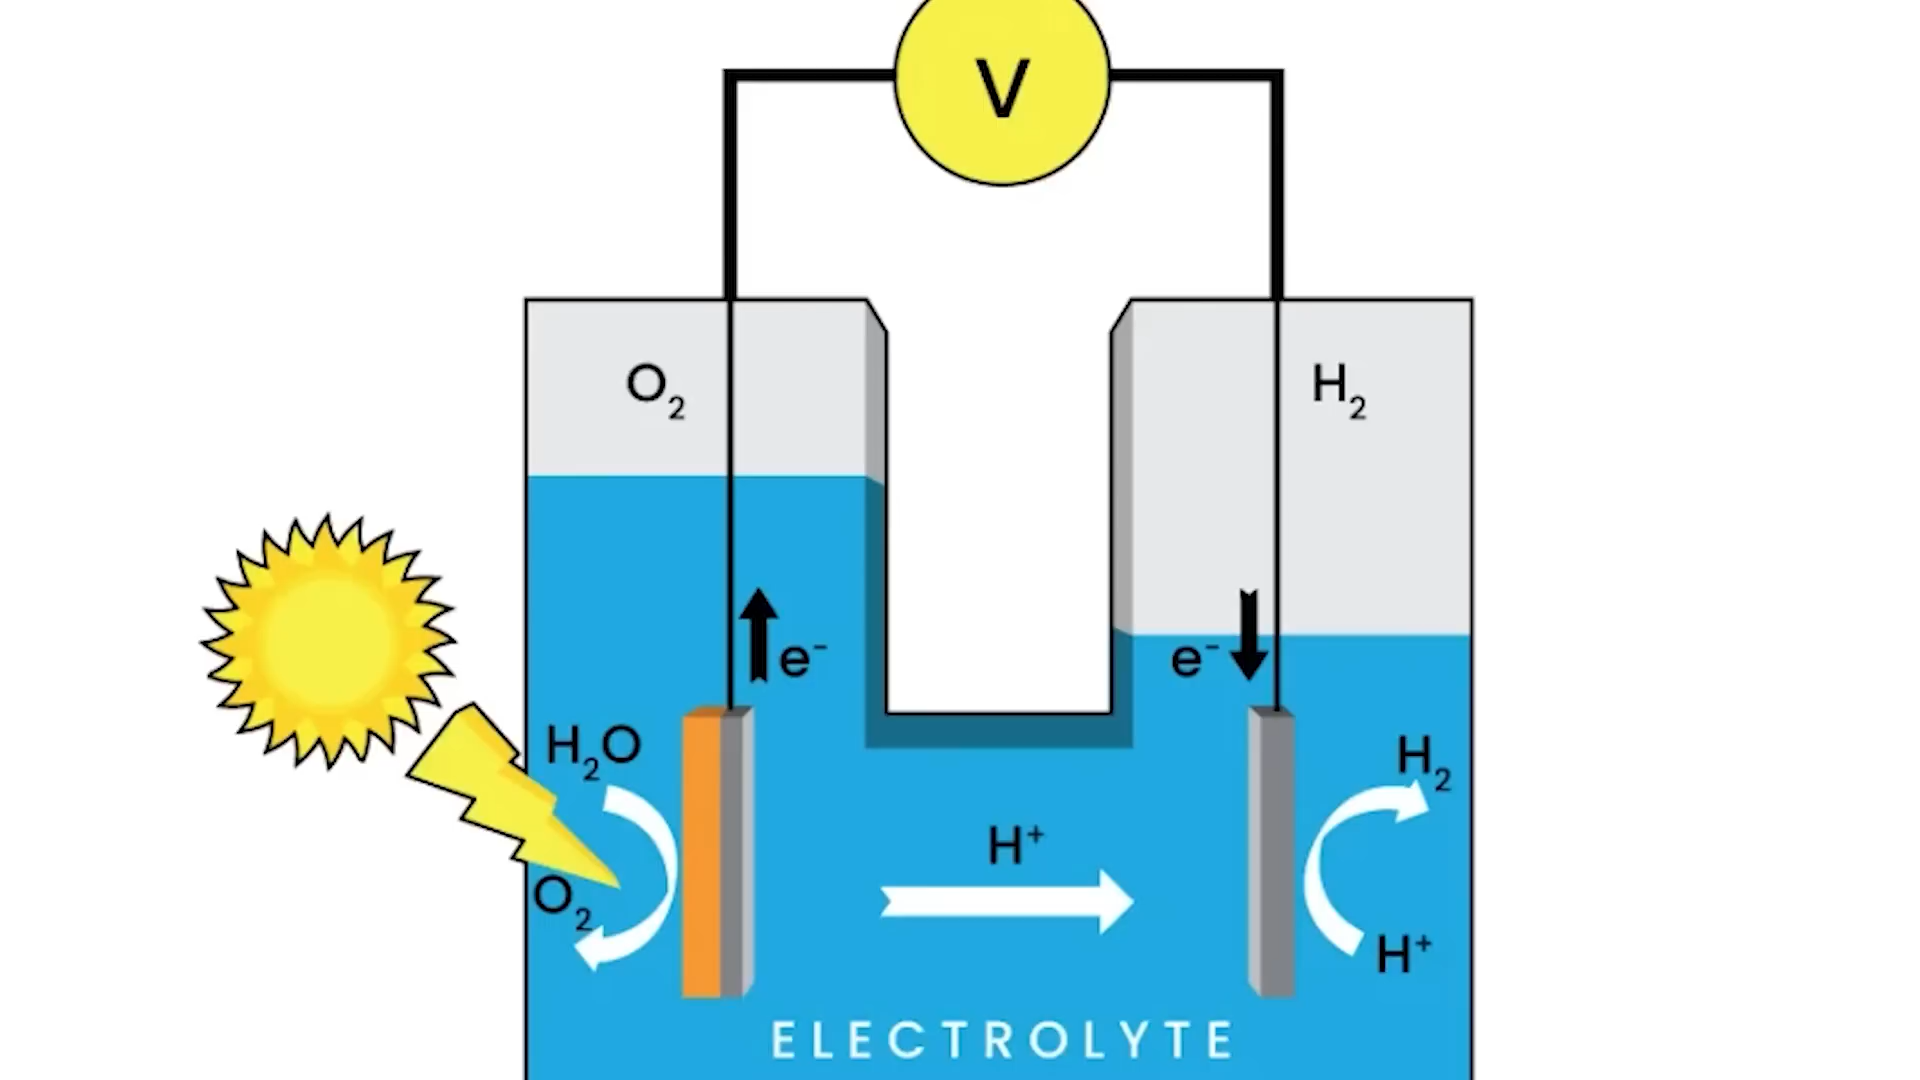 V
O₂
H₂
e⁻
e⁻
H₂O
H₂
H⁺
O₂
H⁺
ELECTROLYTE